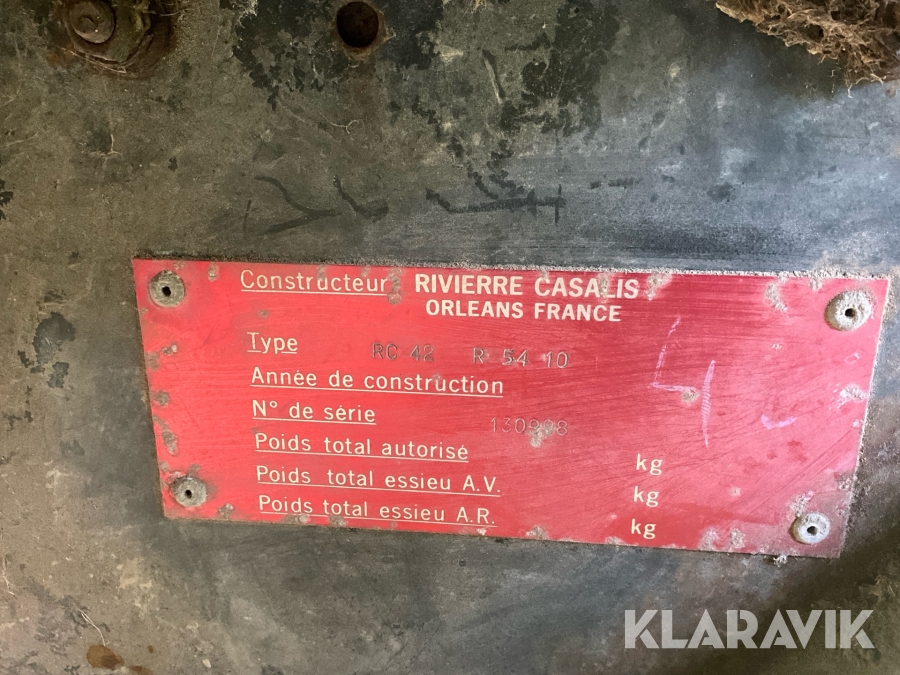 Constructeur RIVIERRE CASALIS
ORLEANS FRANCE
Type RC 42 R 54 10
Année de construction
N° de série
Poids total autorisé kg
Poids total essieu A.V. kg
Poids total essieu A.R. kg
KLARAVIK